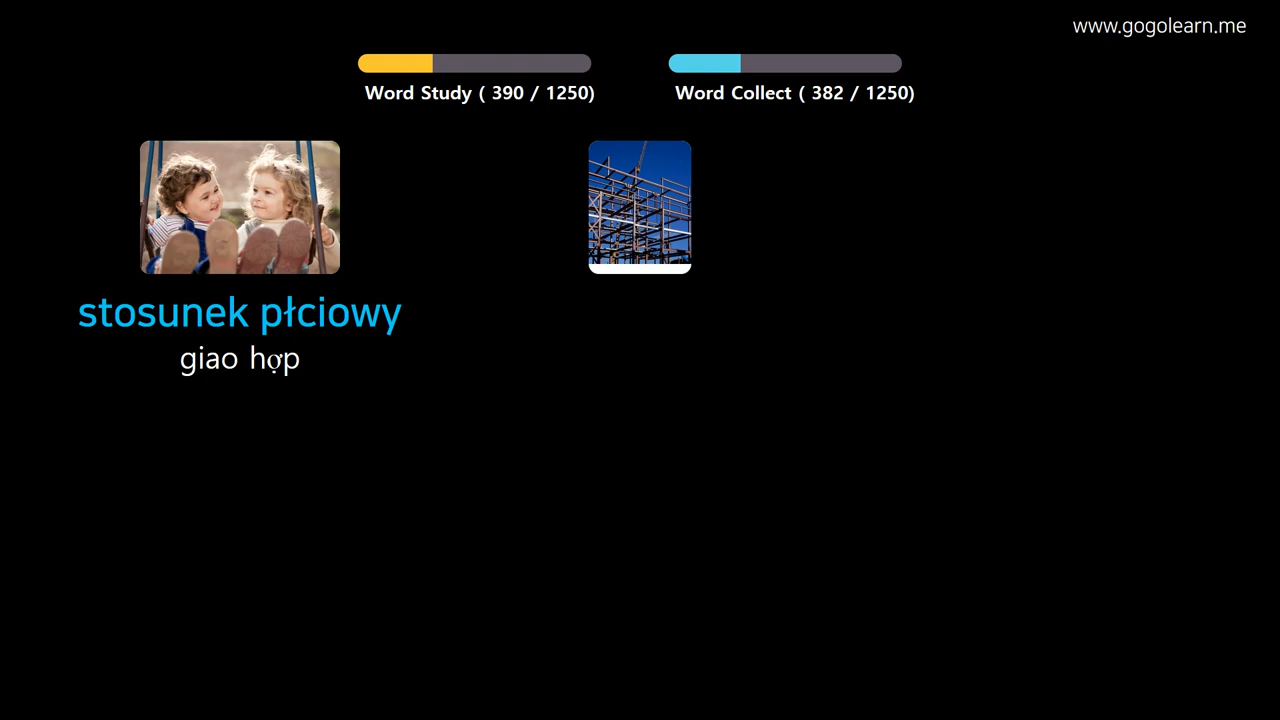 www.gogolearn.me
Word Study ( 390 / 1250)
Word Collect ( 382 / 1250)
stosunek płciowy
giao hợp